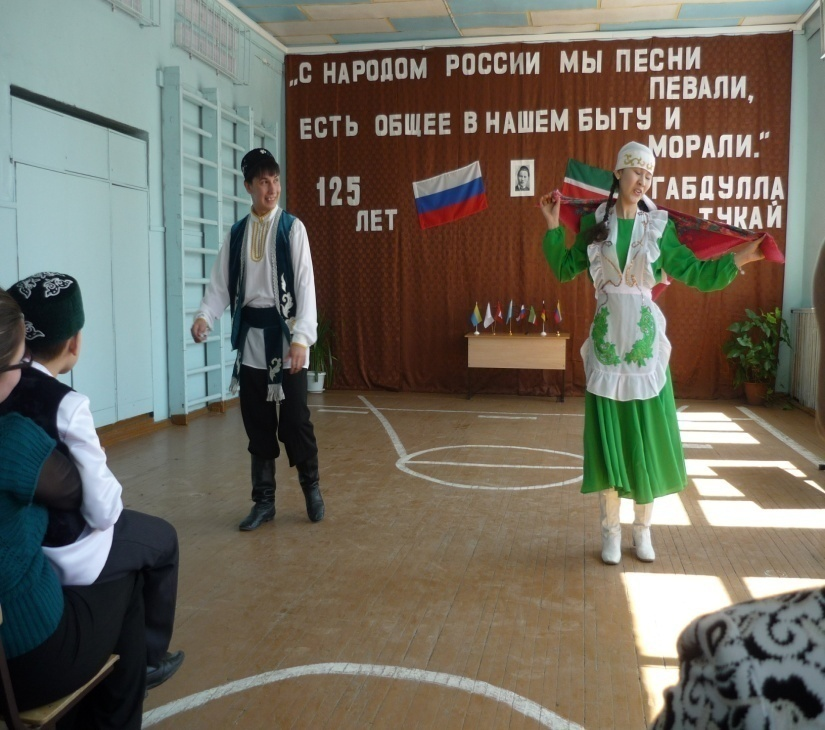 „С НАРОДОМ РОССИИ МЫ ПЕСНИ
ПЕВАЛИ,
ЕСТЬ ОБЩЕЕ В НАШЕМ БЫТУ И
МОРАЛИ.“
125
ЛЕТ
ГАБДУЛЛА
ТУКАЙ